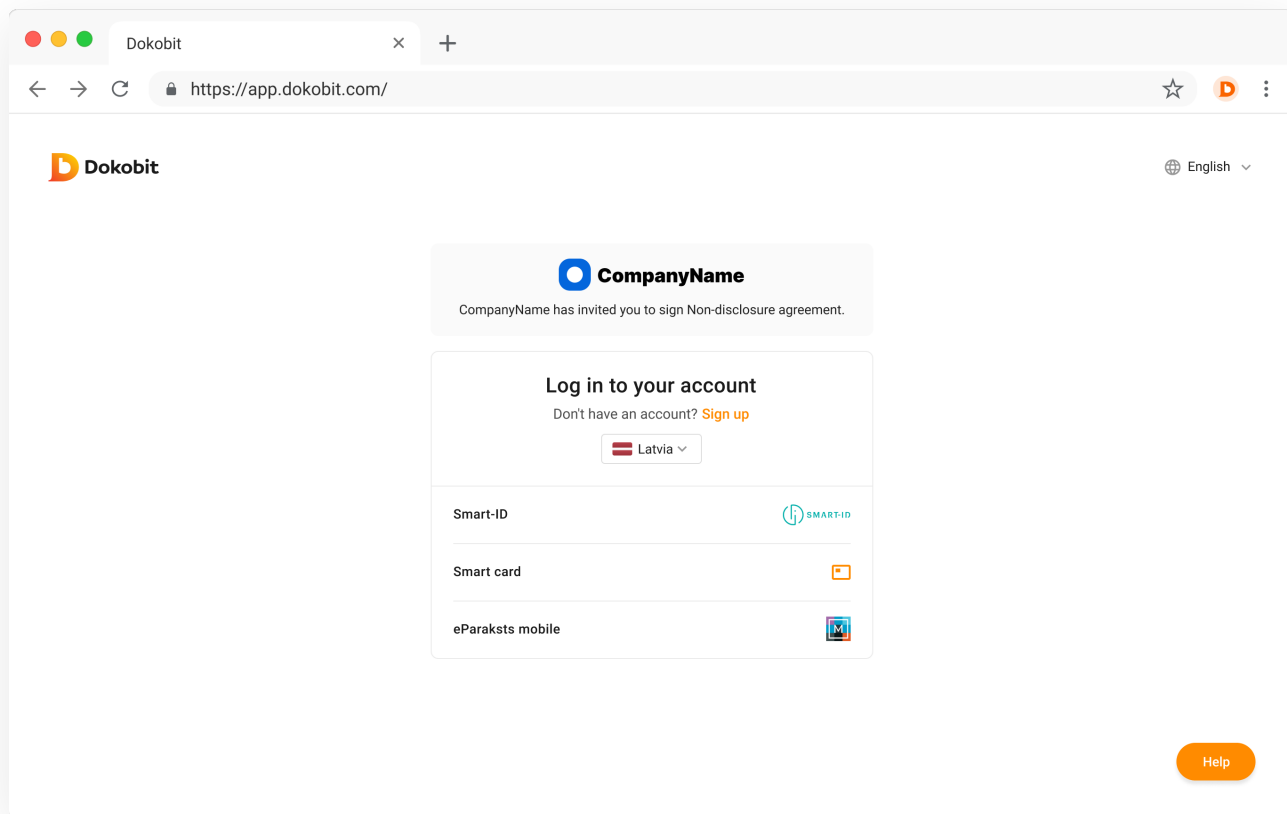 Dokobit
https://app.dokobit.com/
Dokobit
English
CompanyName
CompanyName has invited you to sign Non-disclosure agreement.
Log in to your account
Don't have an account? Sign up
Latvia
Smart-ID
SMART-ID
Smart card
eParaksts mobile
M
Help